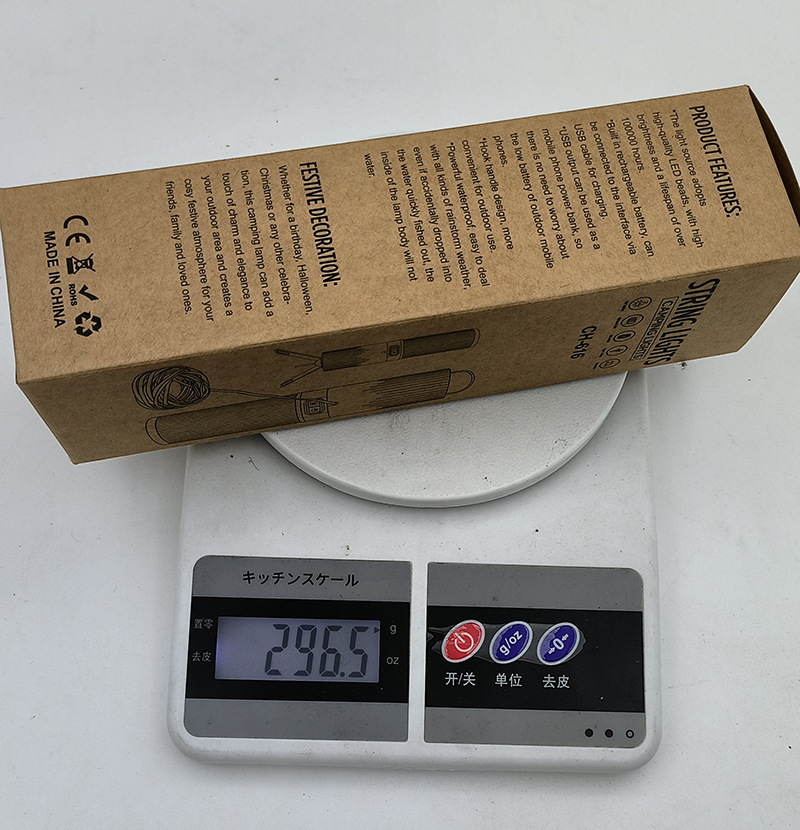 PRODUCT FEATURES:
*The light source adopts
high-quality LED beads, with high
brightness and a lifespan of over
100000 hours.
*Built in rechargeable battery, can
be connected to the interface via
USB cable for charging.
*USB output can be used as a
mobile phone power bank, so
there is no need to worry about
the low battery of outdoor mobile
phones.
*Hook handle design, more
convenient for outdoor use.
*Powerful waterproof, easy to deal
with all kinds of rainstorm weather,
even if accidentally dropped into
the water quickly fished out, the
inside of the lamp body will not
water.
FESTIVE DECORATION:
Whether for a birthday, Halloween,
Christmas or any other celebra-
tion, this camping lamp can add a
touch of charm and elegance to
your outdoor area and creates a
cosy festive atmosphere for your
friends, family and loved ones.
CE
ROHS
MADE IN CHINA
STRING LIGHTS
CAMPING LIGHTS
CH-616
キッチンスケール
置零
去皮
296.5
g
oz
g/oz
0
开/关
单位
去皮